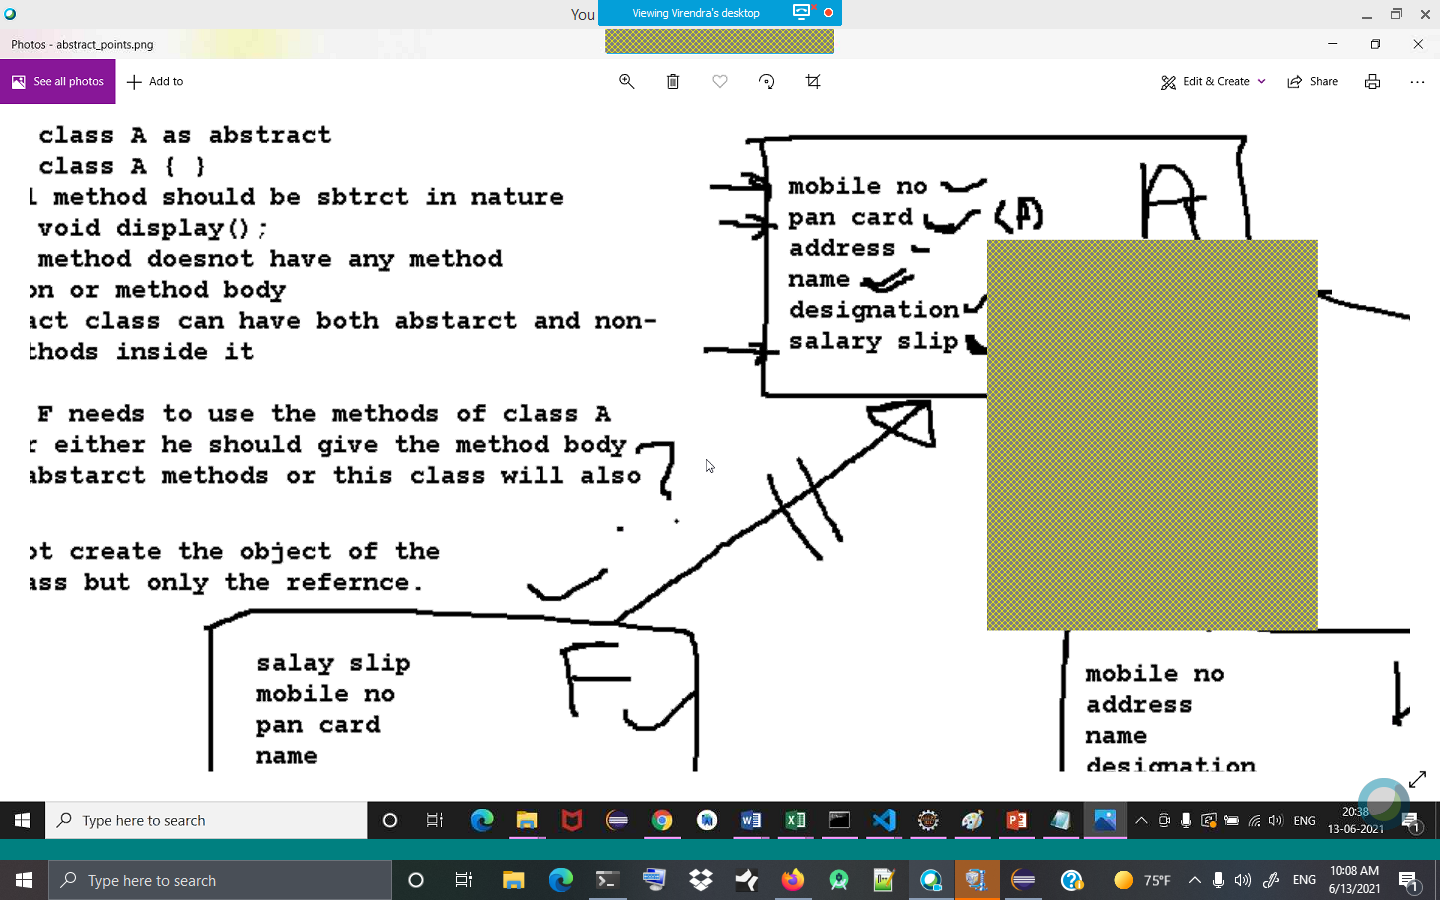 You
Viewing Virendra's desktop
Photos - abstract_points.png
See all photos
Add to
Edit & Create
Share
class A as abstract
class A { }
l method should be sbtrct in nature
void display();
method doesnot have any method
on or method body
act class can have both abstarct and non-
thods inside it
F needs to use the methods of class A
r either he should give the method body
abstarct methods or this class will also
ot create the object of the
ass but only the refernce.
mobile no
pan card (A)
address
name
designation
salary slip
A
salay slip
mobile no
pan card
name
F
mobile no
address
name
designation
Type here to search
ENG
20:38
13-06-2021
1
Type here to search
75°F
ENG
10:08 AM
6/13/2021
1